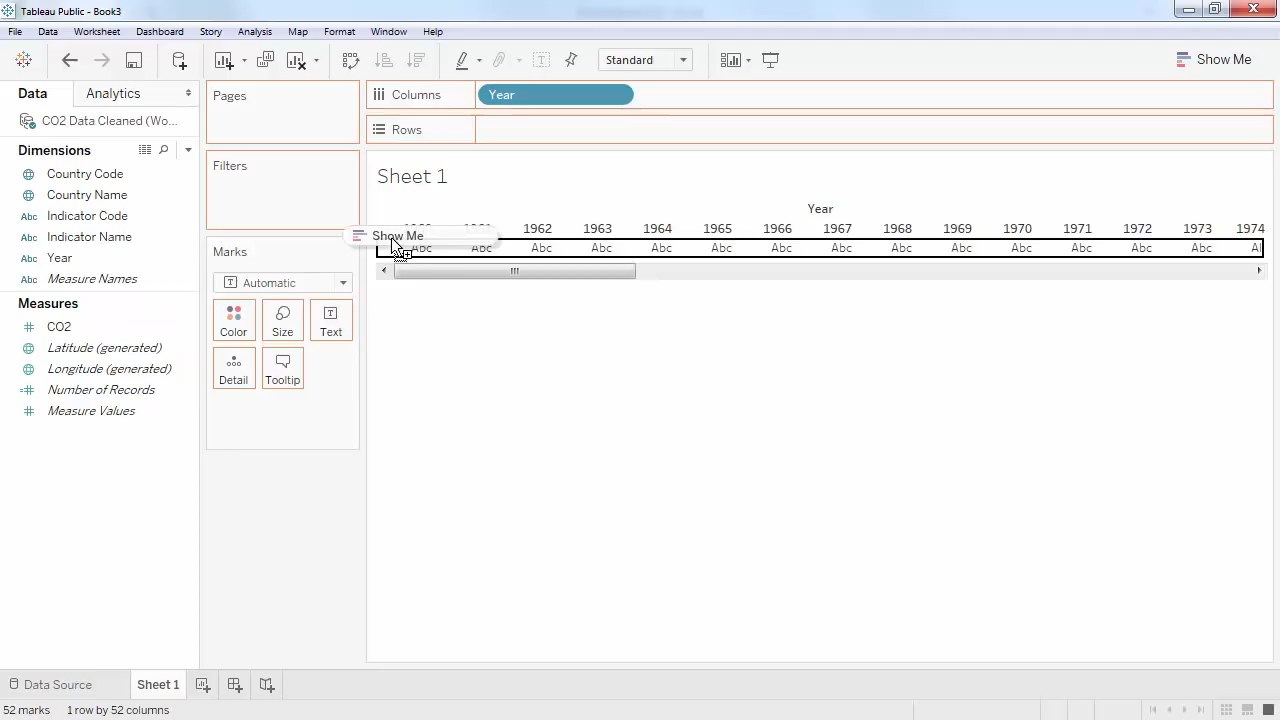 Tableau Public - Book3
File Data Worksheet Dashboard Story Analysis Map Format Window Help
Standard
Show Me
Data
Analytics
CO2 Data Cleaned (Wo...
Dimensions
Country Code
Country Name
Abc Indicator Code
Abc Indicator Name
Abc Year
Abc Measure Names
Measures
# CO2
Latitude (generated)
Longitude (generated)
Number of Records
# Measure Values
Pages
Filters
Marks
Automatic
Color Size Text
Detail Tooltip
Columns Year
Rows
Sheet 1
Year
1962 1963 1964 1965 1966 1967 1968 1969 1970 1971 1972 1973 1974
Show Me
Abc Abc Abc Abc Abc Abc Abc Abc Abc Abc Abc Abc Abc Abc
Data Source Sheet 1
52 marks 1 row by 52 columns